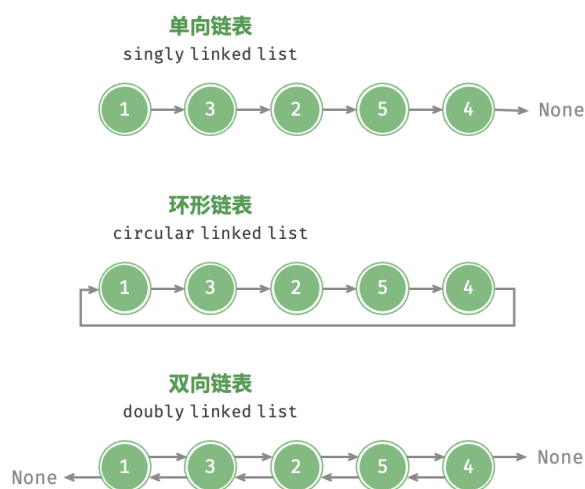 单向链表
singly linked list
1 3 2 5 4 None
环形链表
circular linked list
1 3 2 5 4
双向链表
doubly linked list
None
None 1 3 2 5 4